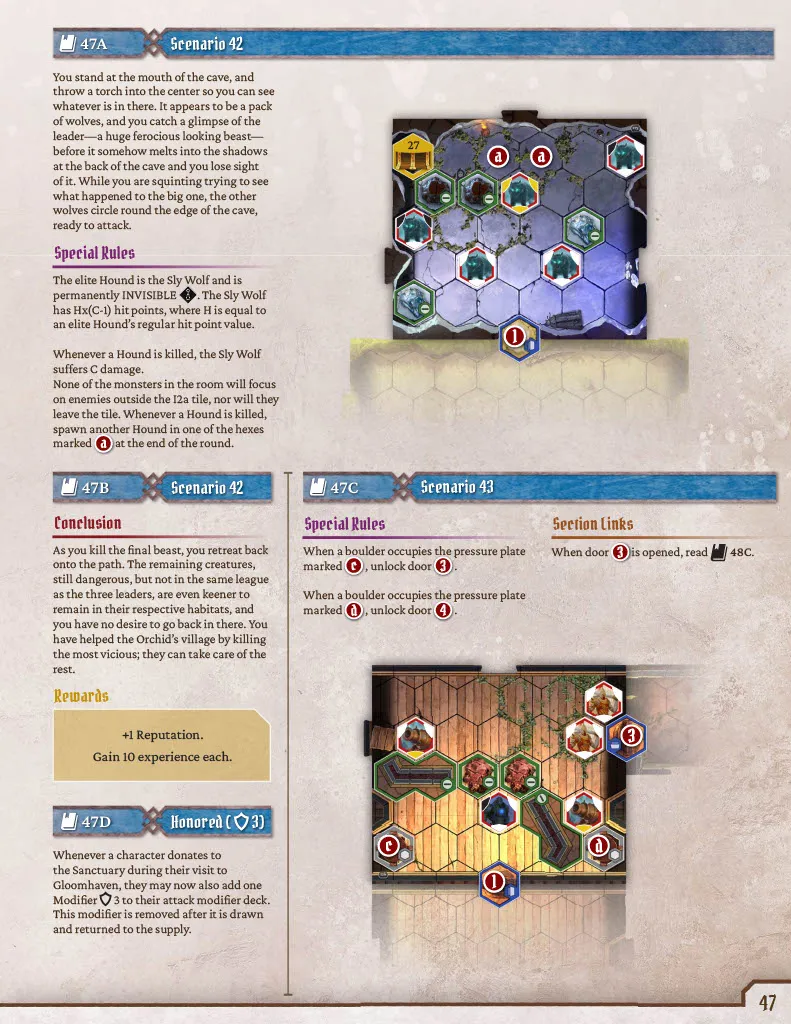 47A
Scenario 42
You stand at the mouth of the cave, and
throw a torch into the center so you can see
whatever is in there. It appears to be a pack
of wolves, and you catch a glimpse of the
leader—a huge ferocious looking beast—
before it somehow melts into the shadows
at the back of the cave and you lose sight
of it. While you are squinting trying to see
what happened to the big one, the other
wolves circle round the edge of the cave,
ready to attack.
Special Rules
The elite Hound is the Sly Wolf and is
permanently INVISIBLE . The Sly Wolf
has Hx(C-1) hit points, where H is equal to
an elite Hound's regular hit point value.
Whenever a Hound is killed, the Sly Wolf
suffers C damage.
None of the monsters in the room will focus
on enemies outside the I2a tile, nor will they
leave the tile. Whenever a Hound is killed,
spawn another Hound in one of the hexes
marked a at the end of the round.
27
a
a
1
47B
Scenario 42
Conclusion
As you kill the final beast, you retreat back
onto the path. The remaining creatures,
still dangerous, but not in the same league
as the three leaders, are even keener to
remain in their respective habitats, and
you have no desire to go back in there. You
have helped the Orchid's village by killing
the most vicious; they can take care of the
rest.
Rewards
+1 Reputation.
Gain 10 experience each.
47D
Honored ( 3)
Whenever a character donates to
the Sanctuary during their visit to
Gloomhaven, they may now also add one
Modifier 3 to their attack modifier deck.
This modifier is removed after it is drawn
and returned to the supply.
47C
Scenario 43
Special Rules
When a boulder occupies the pressure plate
marked c , unlock door 3 .
When a boulder occupies the pressure plate
marked d , unlock door 4 .
Section Links
When door 3 is opened, read 48C.
3
c
d
1
47